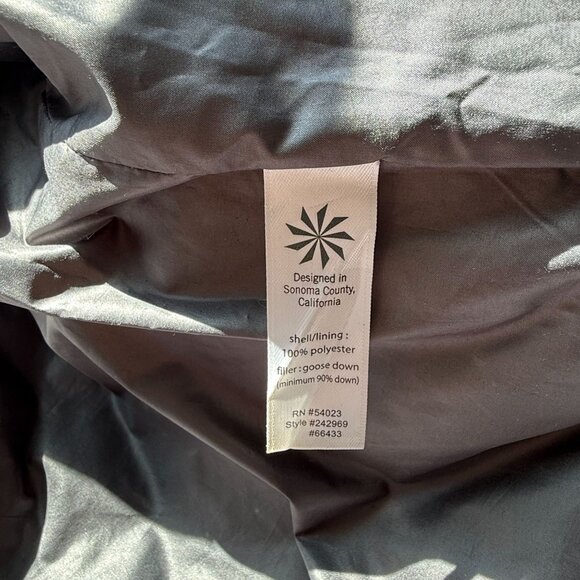 Designed in
Sonoma County,
California
shell/lining :
100% polyester
filler : goose down
(minimum 90% down)
RN #54023
Style #242969
#66433